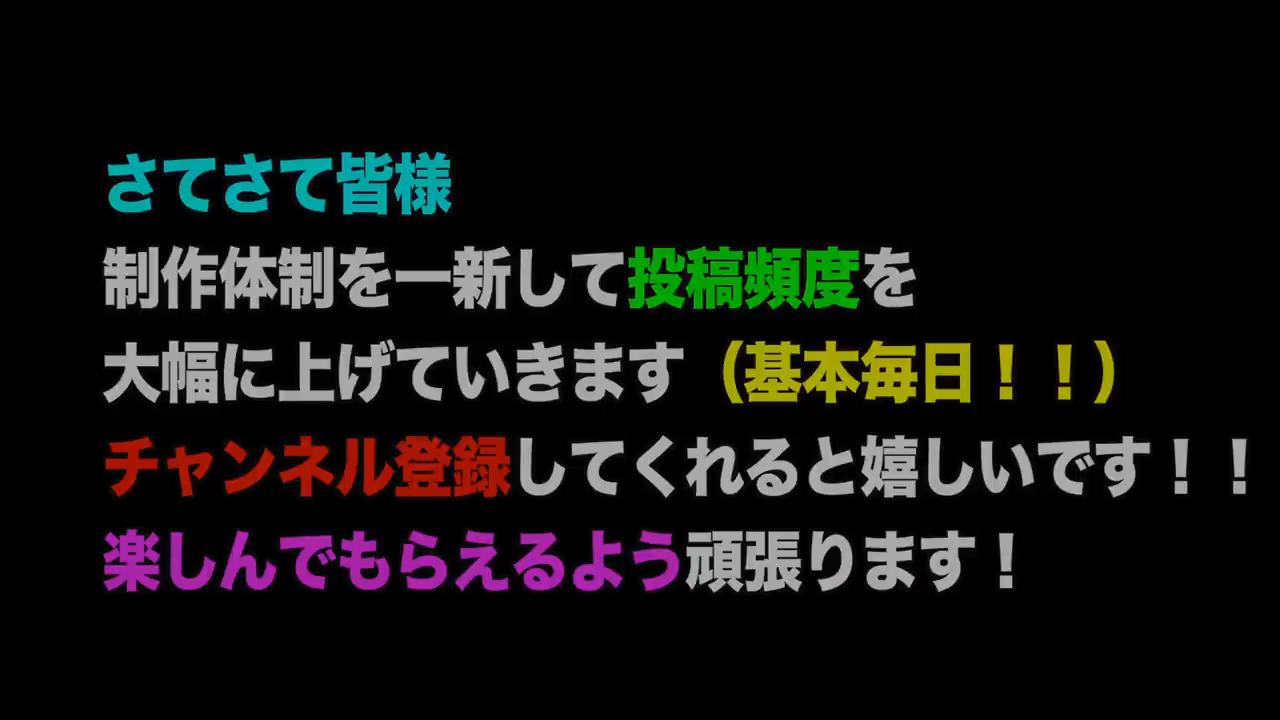 さてさて皆様
制作体制を一新して投稿頻度を
大幅に上げていきます（基本毎日！！）
チャンネル登録してくれると嬉しいです！！
楽しんでもらえるよう頑張ります！